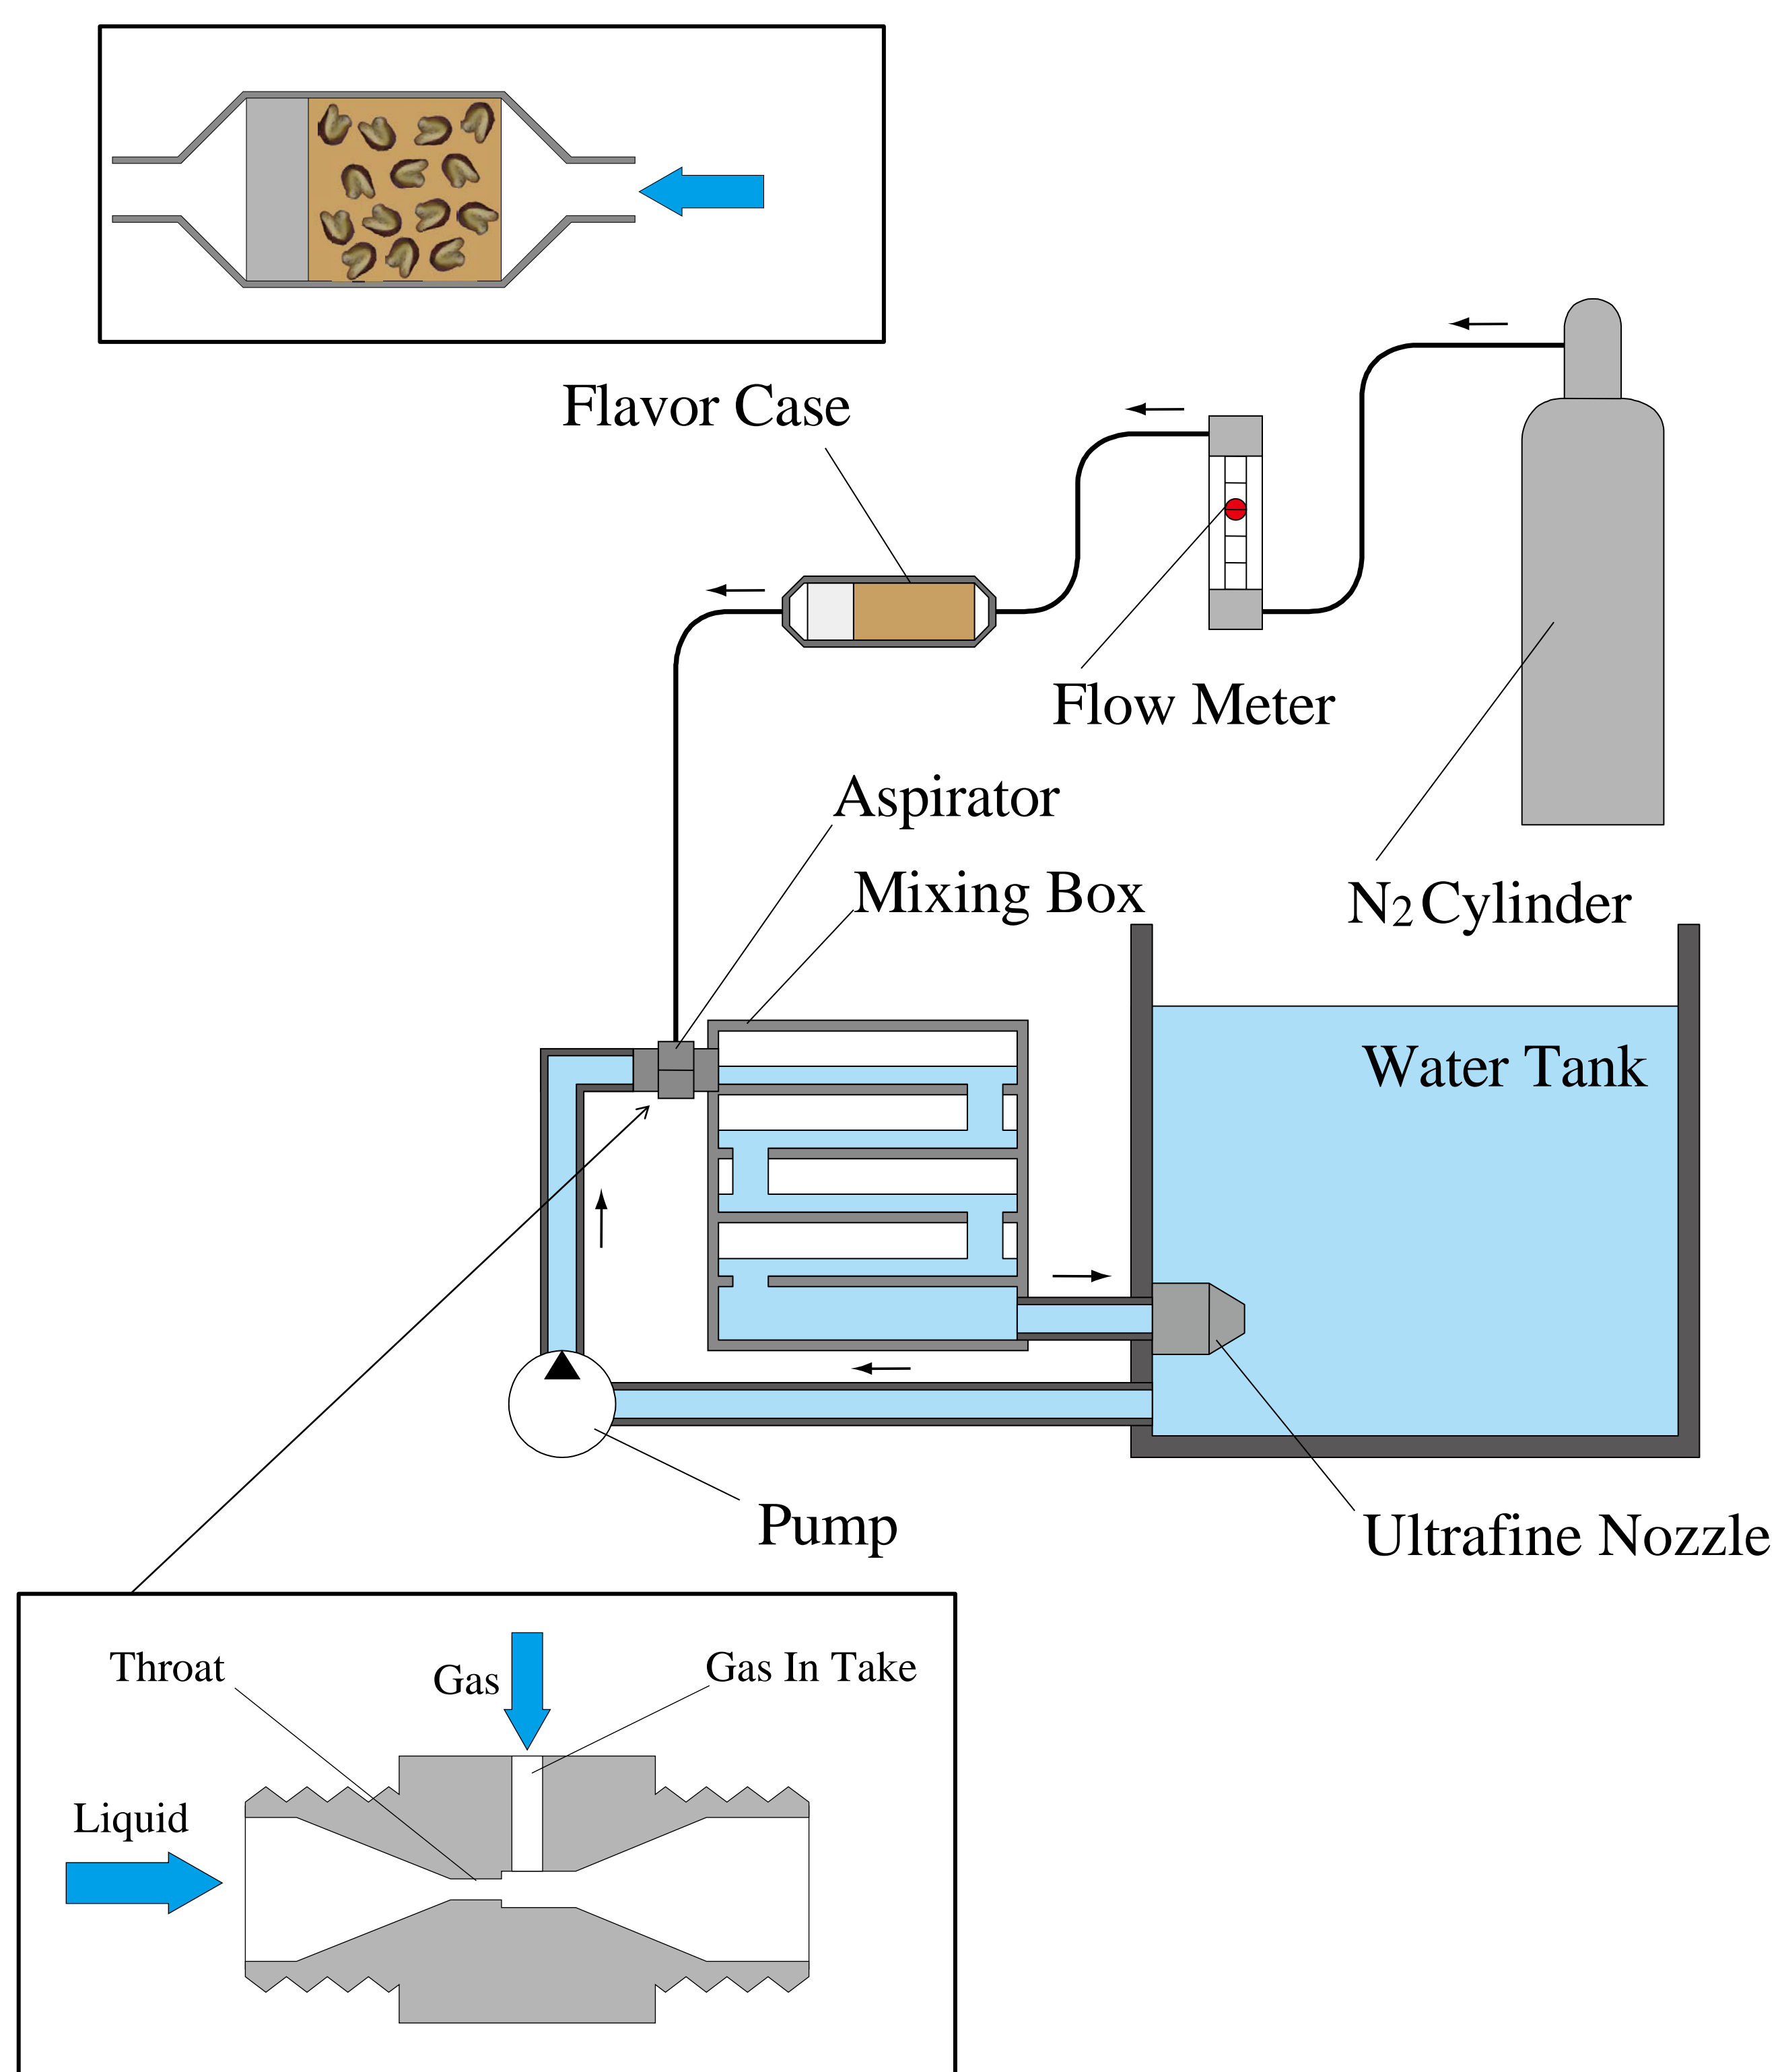 Flavor Case
Flow Meter
Aspirator
Mixing Box
N2 Cylinder
Water Tank
Pump
Ultrafine Nozzle
Throat
Gas
Gas In Take
Liquid